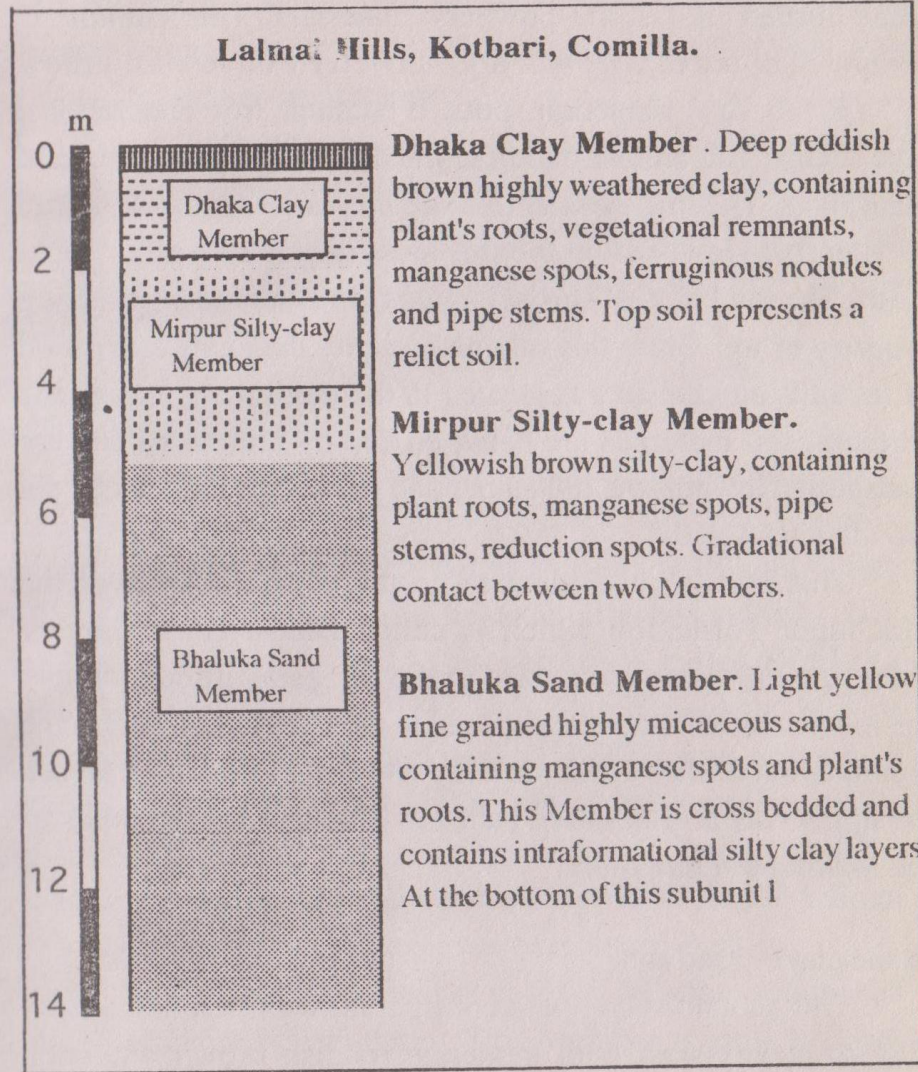 Lalmai Hills, Kotbari, Comilla.
m
0
2
4
6
8
10
12
14
Dhaka Clay
Member
Mirpur Silty-clay
Member
Bhaluka Sand
Member
Dhaka Clay Member . Deep reddish
brown highly weathered clay, containing
plant's roots, vegetational remnants,
manganese spots, ferruginous nodules
and pipe stems. Top soil represents a
relict soil.
Mirpur Silty-clay Member.
Yellowish brown silty-clay, containing
plant roots, manganese spots, pipe
stems, reduction spots. Gradational
contact between two Members.
Bhaluka Sand Member. Light yellow
fine grained highly micaceous sand,
containing manganese spots and plant's
roots. This Member is cross bedded and
contains intraformational silty clay layers
At the bottom of this subunit l